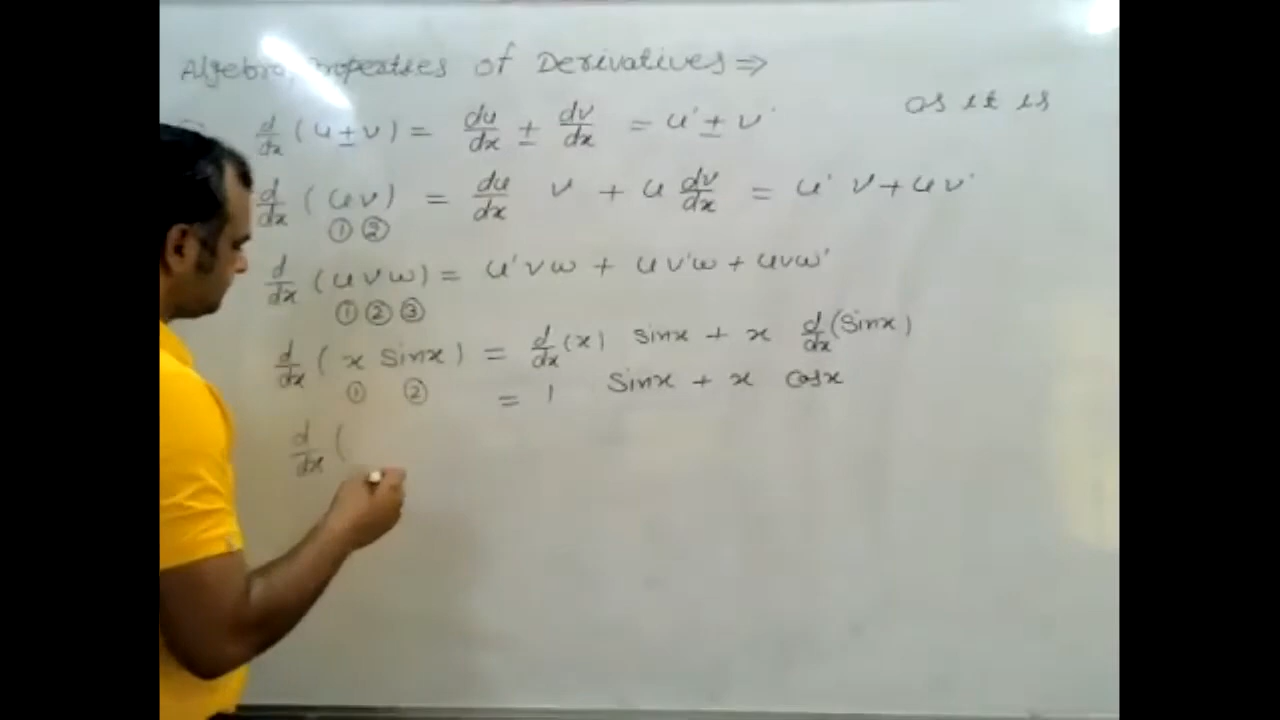 Algebra Properties of Derivatives ⇒
as it is
d/dx (u ± v) = du/dx ± dv/dx = u' ± v'
d/dx (uv) = du/dx v + u dv/dx = u' v + uv'
① ②
d/dx (uvw) = u'vw + uv'w + uvw'
① ② ③
d/dx (x sinx) = d/dx (x) sinx + x d/dx (sinx)
① ②
= 1 sinx + x cosx
d/dx (